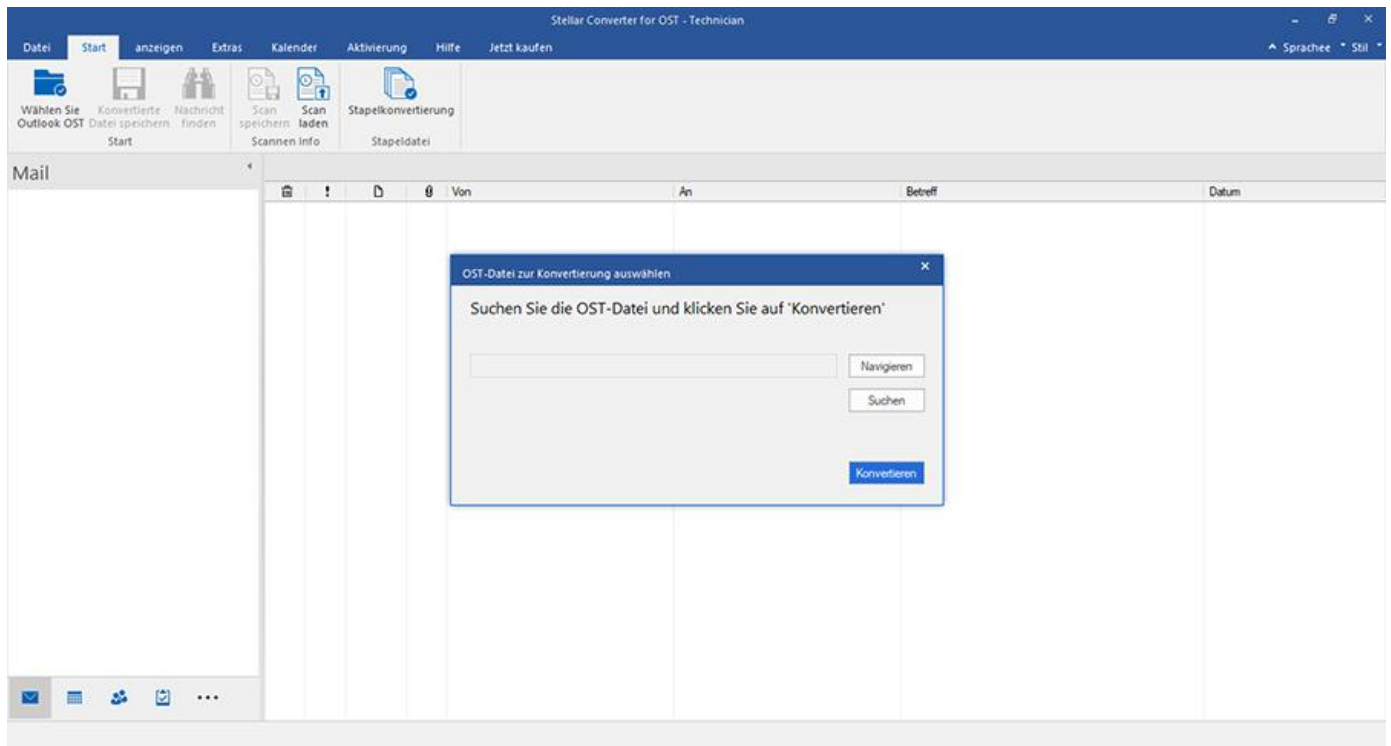 Stellar Converter for OST - Technician
Datei Start anzeigen Extras Kalender Aktivierung Hilfe Jetzt kaufen Sprachee Stil
Wählen Sie Konvertierte Nachricht Scan Scan Stapelkonvertierung
Outlook OST Datei speichern finden speichern laden
Start Scannen Info Stapeldatei
Mail
Von An Betreff Datum
OST-Datei zur Konvertierung auswählen
Suchen Sie die OST-Datei und klicken Sie auf 'Konvertieren'
Navigieren
Suchen
Konvertieren